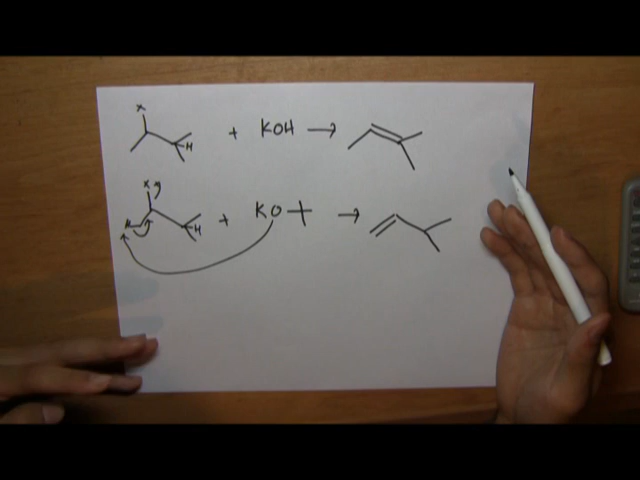 X
H + KOH →
X
H H + KO →